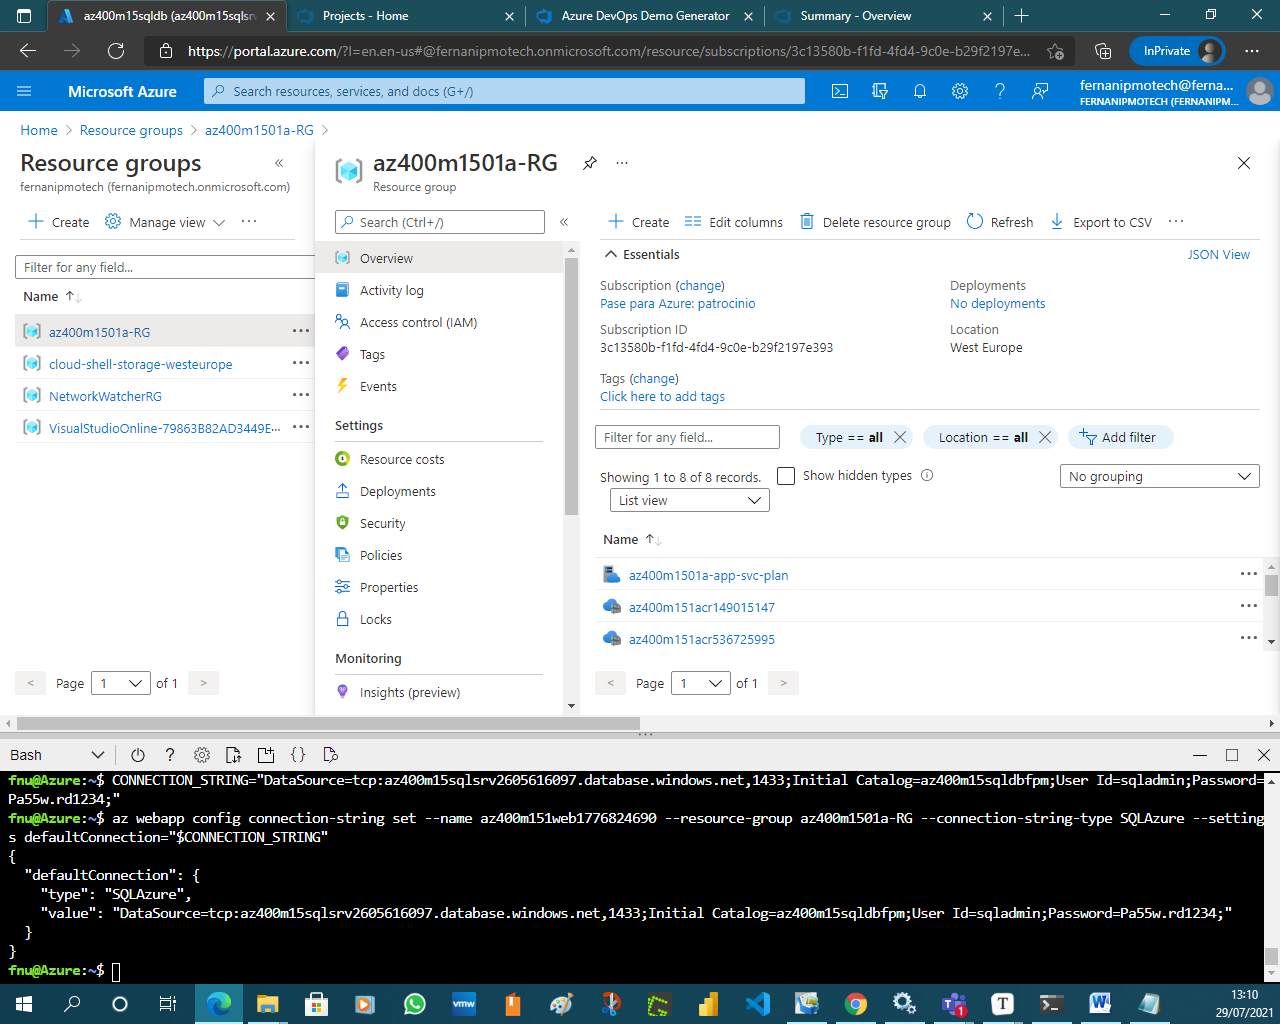 az400m15sqldb (az400m15sqlsrv
Projects - Home
Azure DevOps Demo Generator
Summary - Overview
https://portal.azure.com/?l=en.en-us#@fernanipmotech.onmicrosoft.com/resource/subscriptions/3c13580b-f1fd-4fd4-9c0e-b29f2197e...
InPrivate
Microsoft Azure
Search resources, services, and docs (G+/)
fernanipmotech@ferna...
FERNANIPMOTECH (FERNANIPM...
Home > Resource groups > az400m1501a-RG >
Resource groups
fernanipmotech (fernanipmotech.onmicrosoft.com)
Create
Manage view
Filter for any field...
Name
az400m1501a-RG
cloud-shell-storage-westeurope
NetworkWatcherRG
VisualStudioOnline-79863B82AD3449E...
< Page 1 of 1 >
az400m1501a-RG
Resource group
Search (Ctrl+/)
Overview
Activity log
Access control (IAM)
Tags
Events
Settings
Resource costs
Deployments
Security
Policies
Properties
Locks
Monitoring
Insights (preview)
Create
Edit columns
Delete resource group
Refresh
Export to CSV
Essentials
JSON View
Subscription (change)
Pase para Azure: patrocinio
Subscription ID
3c13580b-f1fd-4fd4-9c0e-b29f2197e393
Deployments
No deployments
Location
West Europe
Tags (change)
Click here to add tags
Filter for any field...
Type == all
Location == all
Add filter
Showing 1 to 8 of 8 records.
Show hidden types
No grouping
List view
Name
az400m1501a-app-svc-plan
az400m151acr149015147
az400m151acr536725995
< Page 1 of 1 >
Bash
fnu@Azure:~$ CONNECTION_STRING="DataSource=tcp:az400m15sqlsrv2605616097.database.windows.net,1433;Initial Catalog=az400m15sqldbfpm;User Id=sqladmin;Password=
Pa55w.rd1234;"
fnu@Azure:~$ az webapp config connection-string set --name az400m151web1776824690 --resource-group az400m1501a-RG --connection-string-type SQLAzure --setting
s defaultConnection="$CONNECTION_STRING"
{
"defaultConnection": {
"type": "SQLAzure",
"value": "DataSource=tcp:az400m15sqlsrv2605616097.database.windows.net,1433;Initial Catalog=az400m15sqldbfpm;User Id=sqladmin;Password=Pa55w.rd1234;"
}
}
fnu@Azure:~$
vmw
1
T
W
13:10
29/07/2021